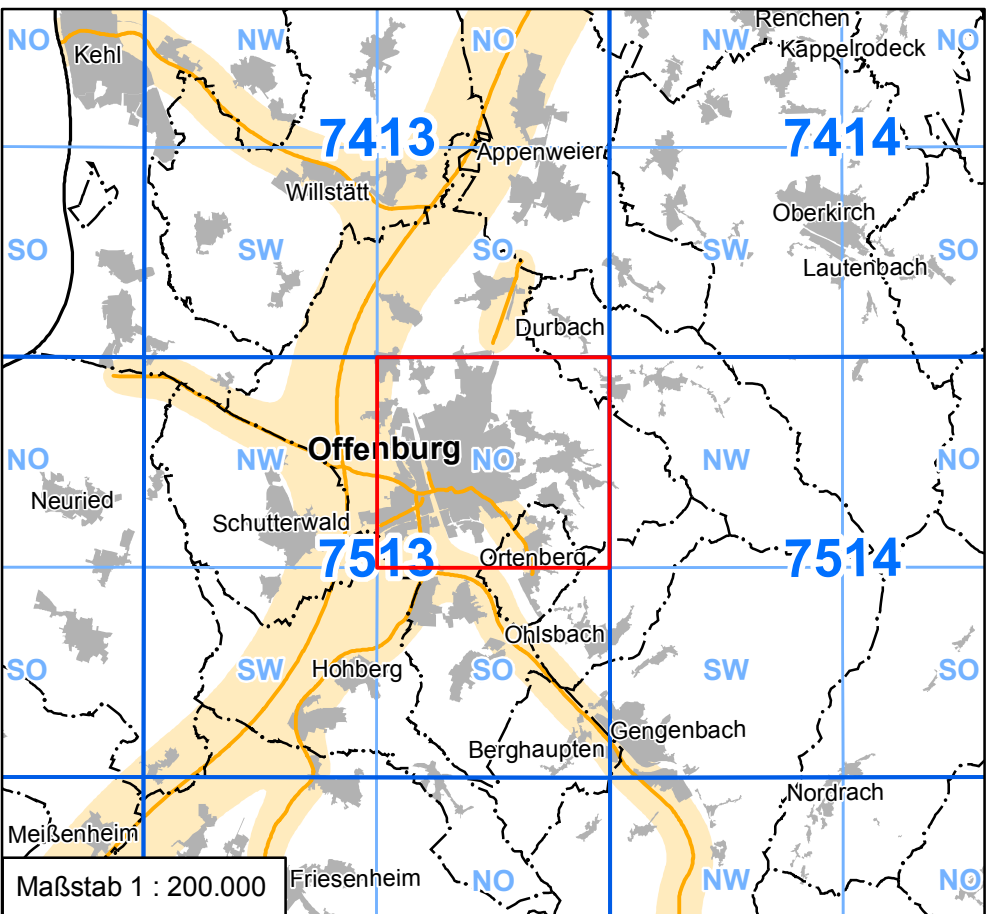 Renchen
NO
Kehl
NW
NO
NW
Kappelrodeck
NO
7413
7414
Appenweier
Willstätt
Oberkirch
SO
SW
SO
SW
SO
Lautenbach
Durbach
Offenburg
NO
NW
NO
NW
NO
Neuried
Schutterwald
7513
Ortenberg
7514
Ohlsbach
SO
SW
Hohberg
SO
SW
SO
Gengenbach
Berghaupten
Nordrach
Meißenheim
Maßstab 1 : 200.000
Friesenheim
NO
NW
NO